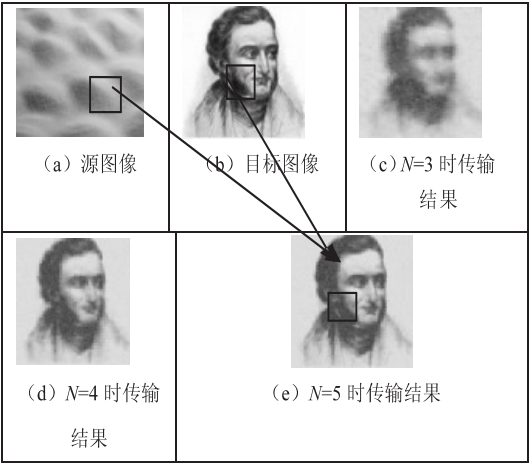 (a) 源图像
(b) 目标图像
(c) N=3 时传输
结果
(d) N=4 时传输
结果
(e) N=5 时传输结果